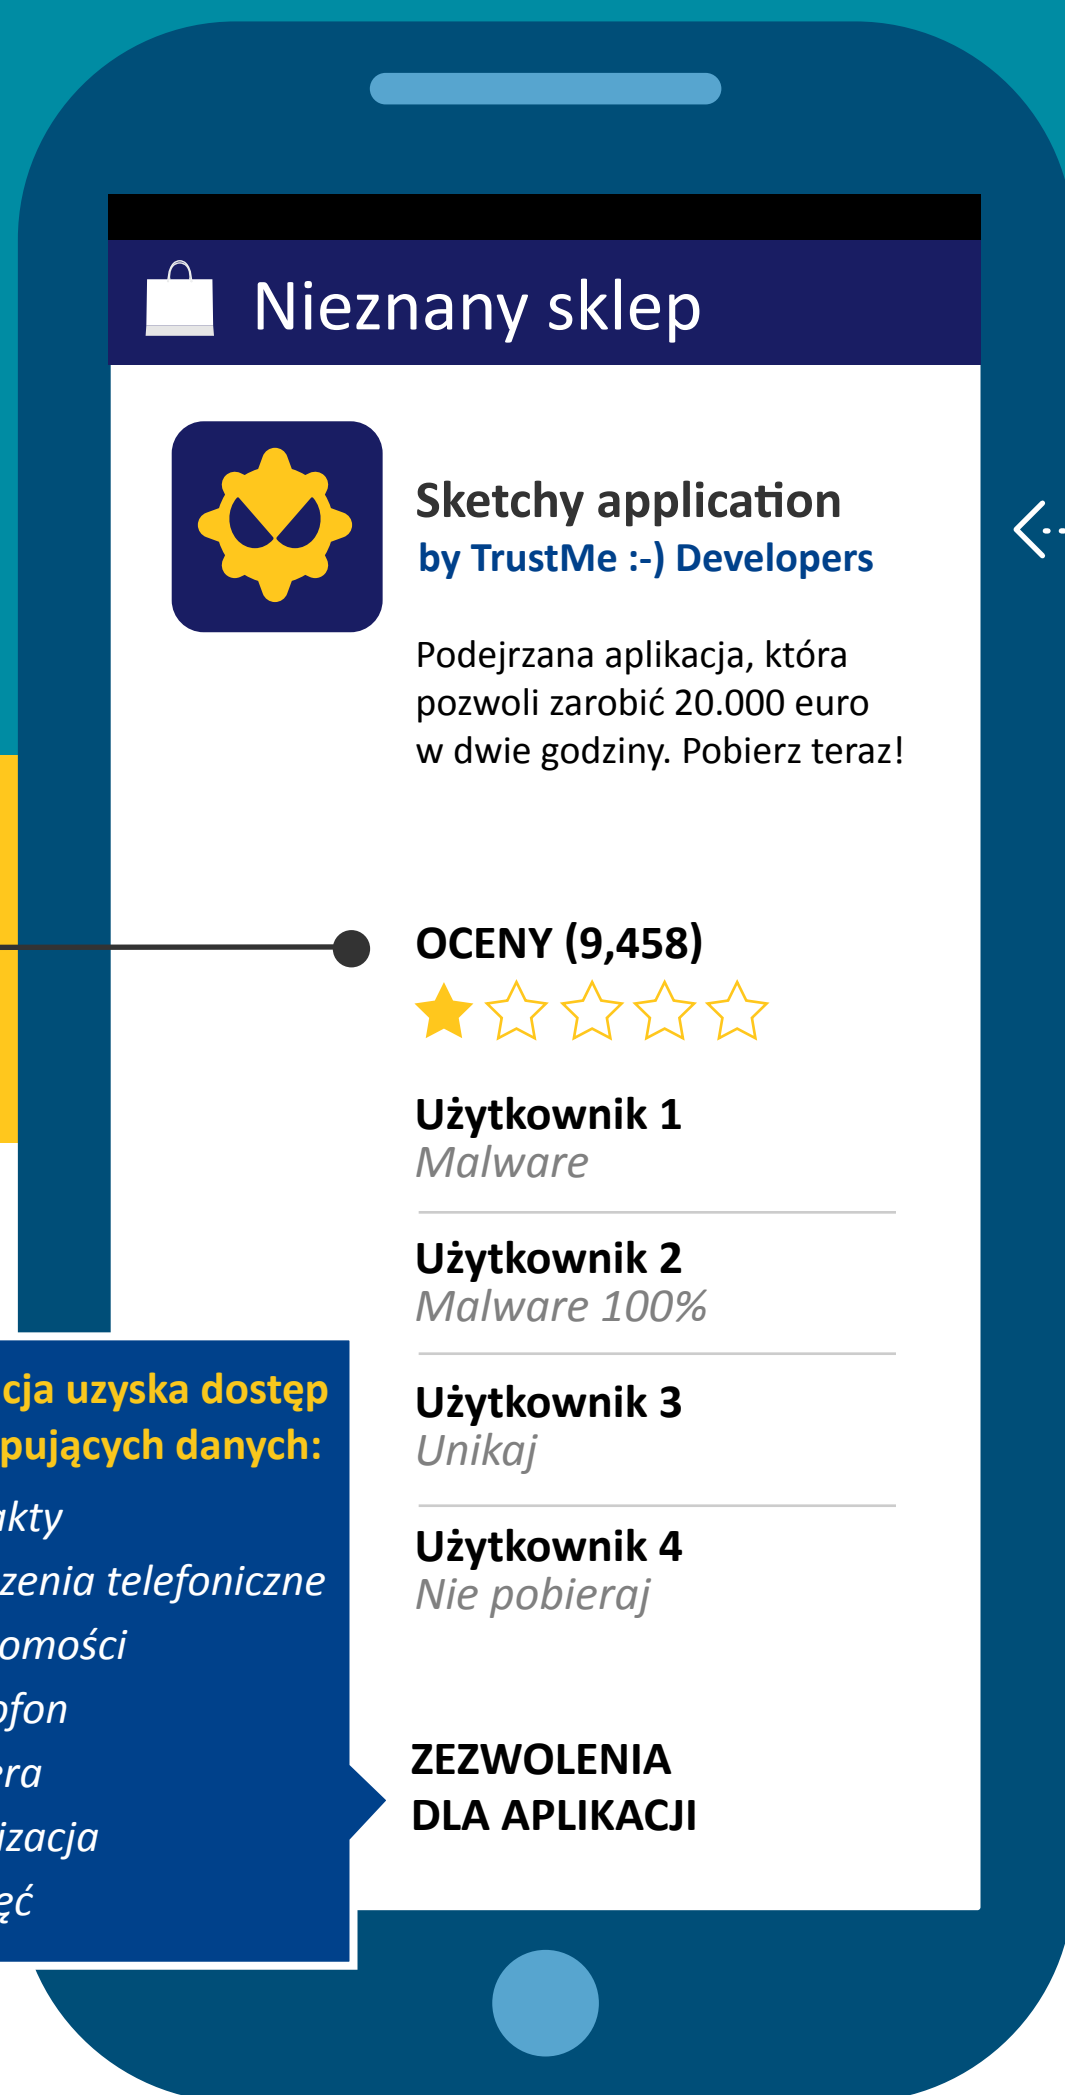 Nieznany sklep
Sketchy application
by TrustMe :-) Developers
Podejrzana aplikacja, która
pozwoli zarobić 20.000 euro
w dwie godziny. Pobierz teraz!
OCENY (9,458)
Użytkownik 1
Malware
Użytkownik 2
Malware 100%
Użytkownik 3
Unikaj
Użytkownik 4
Nie pobieraj
ZEZWOLENIA
DLA APLIKACJI
cja uzyska dostęp
pujących danych:
akty
zenia telefoniczne
omości
ofon
era
izacja
ęć